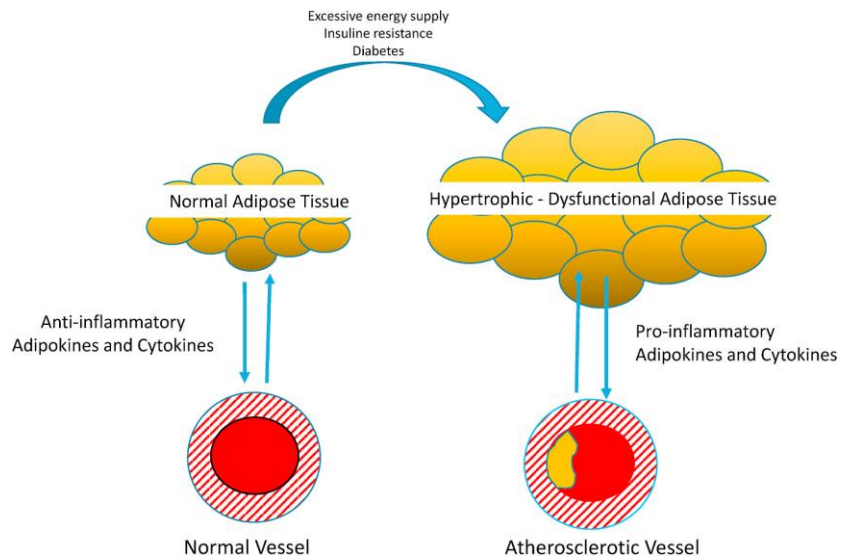 Excessive energy supply
Insuline resistance
Diabetes
Normal Adipose Tissue
Hypertrophic - Dysfunctional Adipose Tissue
Anti-inflammatory
Adipokines and Cytokines
Pro-inflammatory
Adipokines and Cytokines
Normal Vessel
Atherosclerotic Vessel